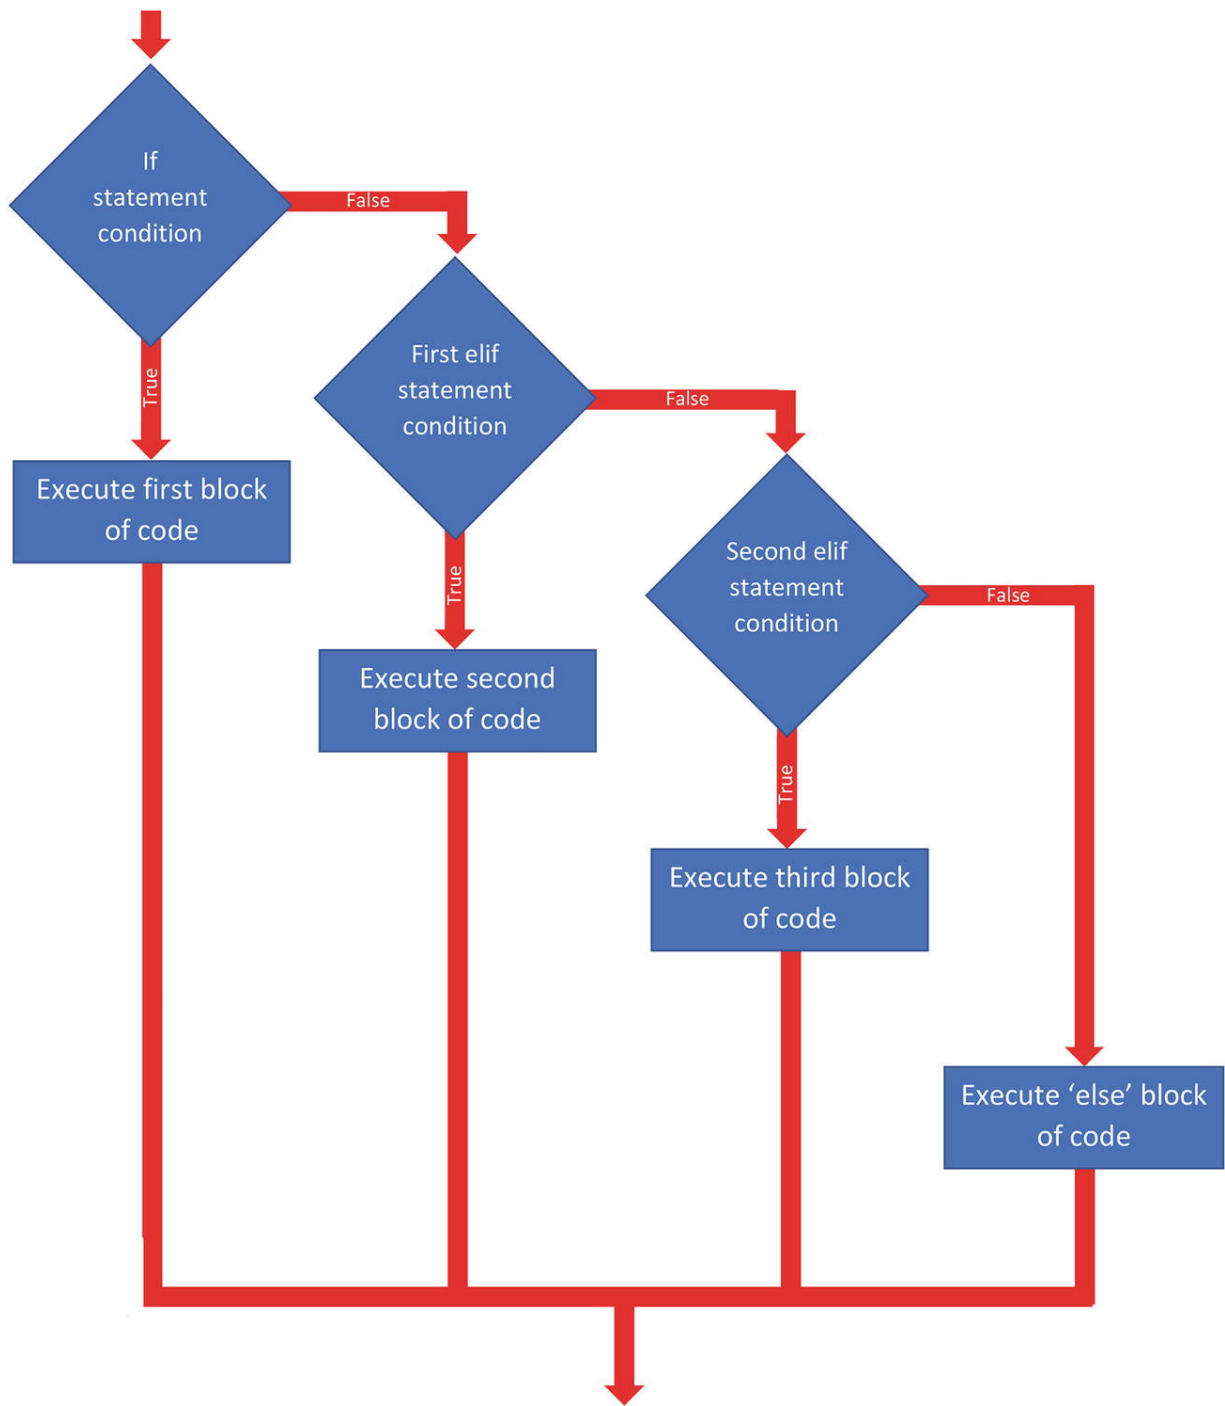 If
statement
condition
False
First elif
statement
condition
True
False
Execute first block
of code
Second elif
statement
condition
True
False
Execute second
block of code
True
Execute third block
of code
Execute ‘else’ block
of code